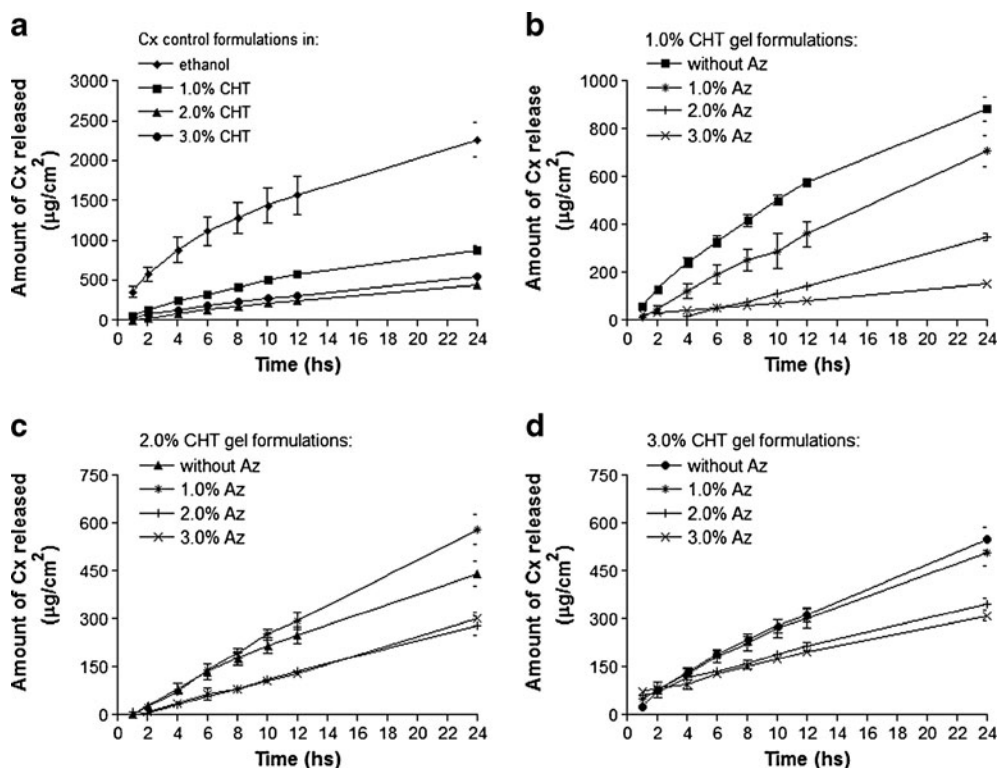 a
Cx control formulations in:
ethanol
1.0% CHT
2.0% CHT
3.0% CHT
Amount of Cx released
(μg/cm²)
3000
2500
2000
1500
1000
500
0
0 2 4 6 8 10 12 14 16 18 20 22 24
Time (hs)
b
1.0% CHT gel formulations:
without Az
1.0% Az
2.0% Az
3.0% Az
Amount of Cx release
(μg/cm²)
1000
800
600
400
200
0
0 2 4 6 8 10 12 14 16 18 20 22 24
Time (hs)
c
2.0% CHT gel formulations:
without Az
1.0% Az
2.0% Az
3.0% Az
Amount of Cx released
(μg/cm²)
750
600
450
300
150
0
0 2 4 6 8 10 12 14 16 18 20 22 24
Time (hs)
d
3.0% CHT gel formulations:
without Az
1.0% Az
2.0% Az
3.0% Az
Amount of Cx released
(μg/cm²)
750
600
450
300
150
0
0 2 4 6 8 10 12 14 16 18 20 22 24
Time (hs)